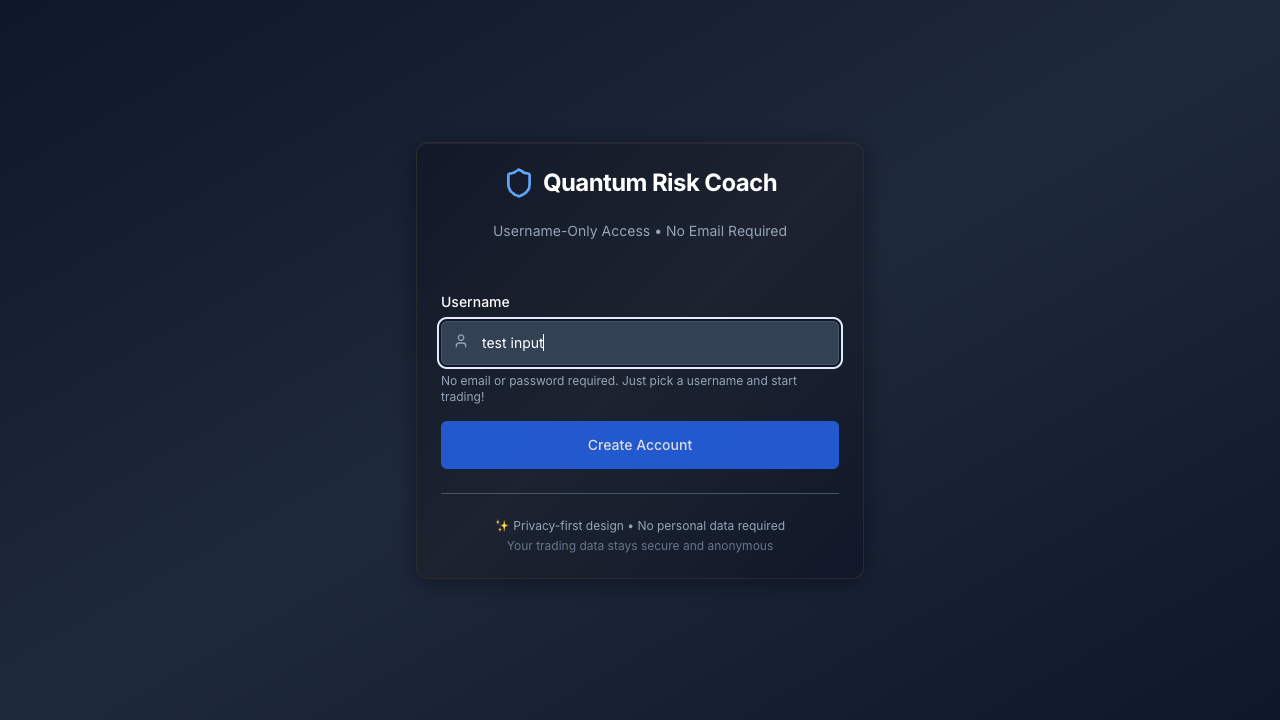 Quantum Risk Coach
Username-Only Access • No Email Required
Username
test input
No email or password required. Just pick a username and start
trading!
Create Account
✨ Privacy-first design • No personal data required
Your trading data stays secure and anonymous